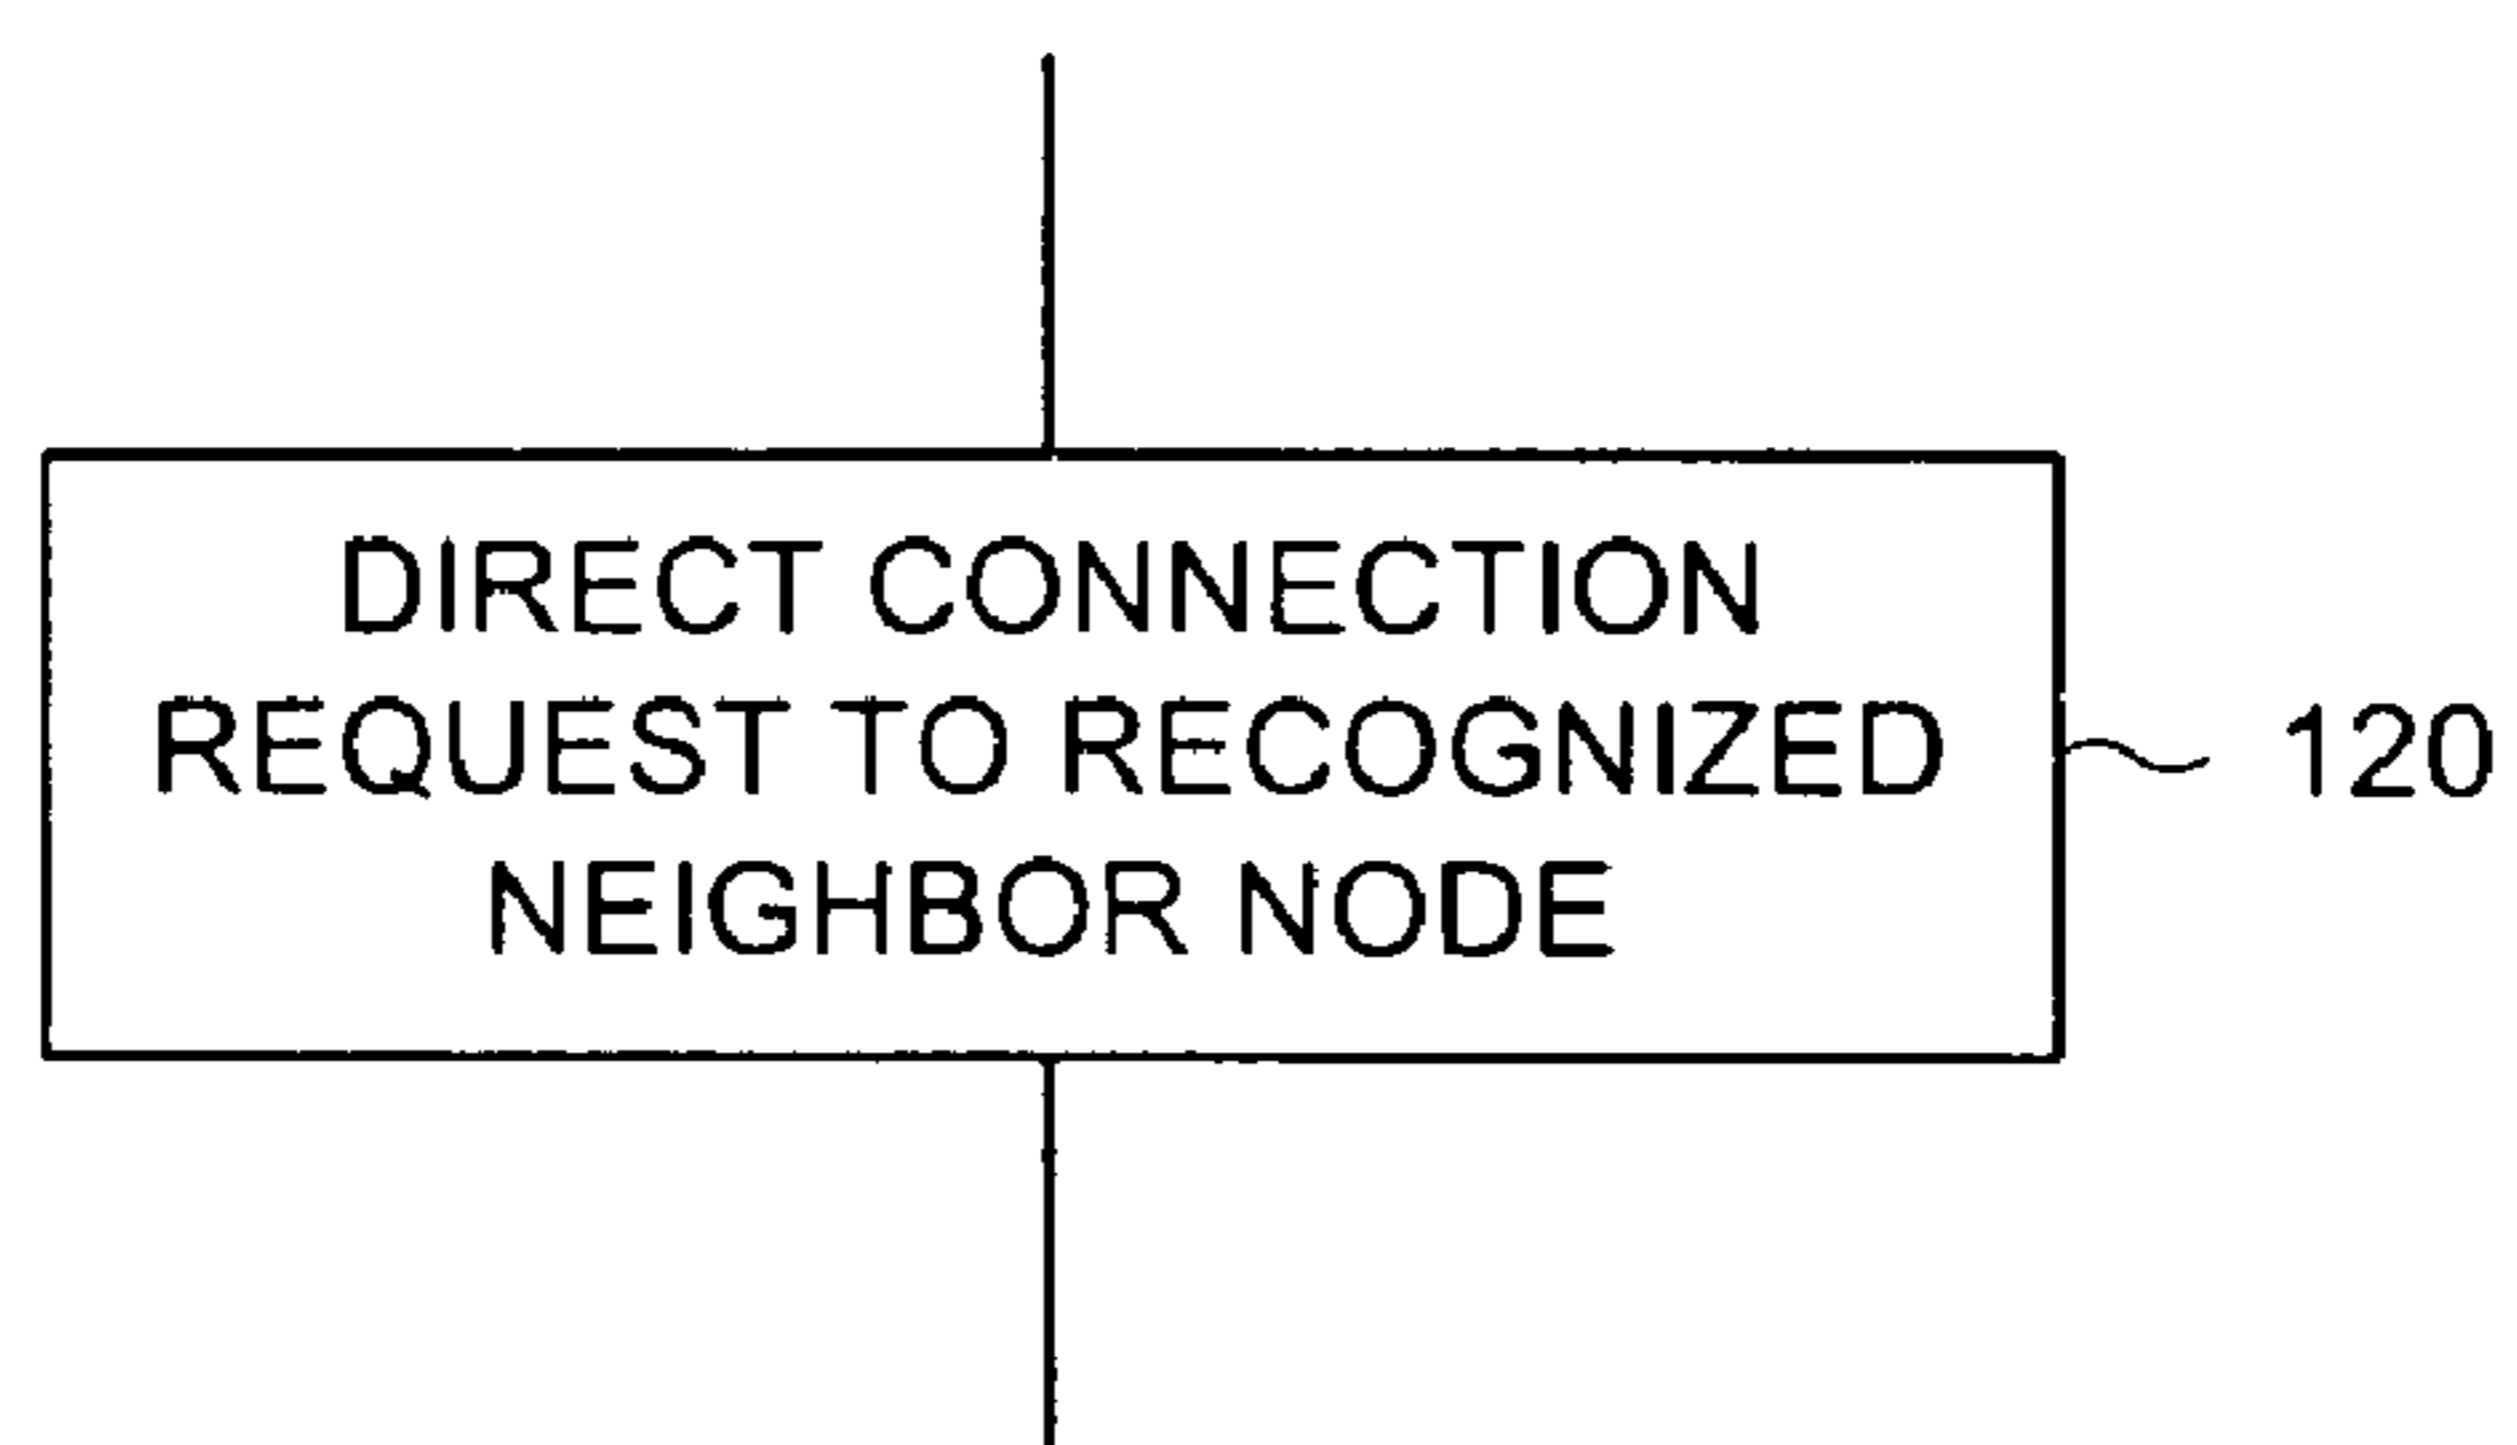 DIRECT CONNECTION
REQUEST TO RECOGNIZED
NEIGHBOR NODE
120